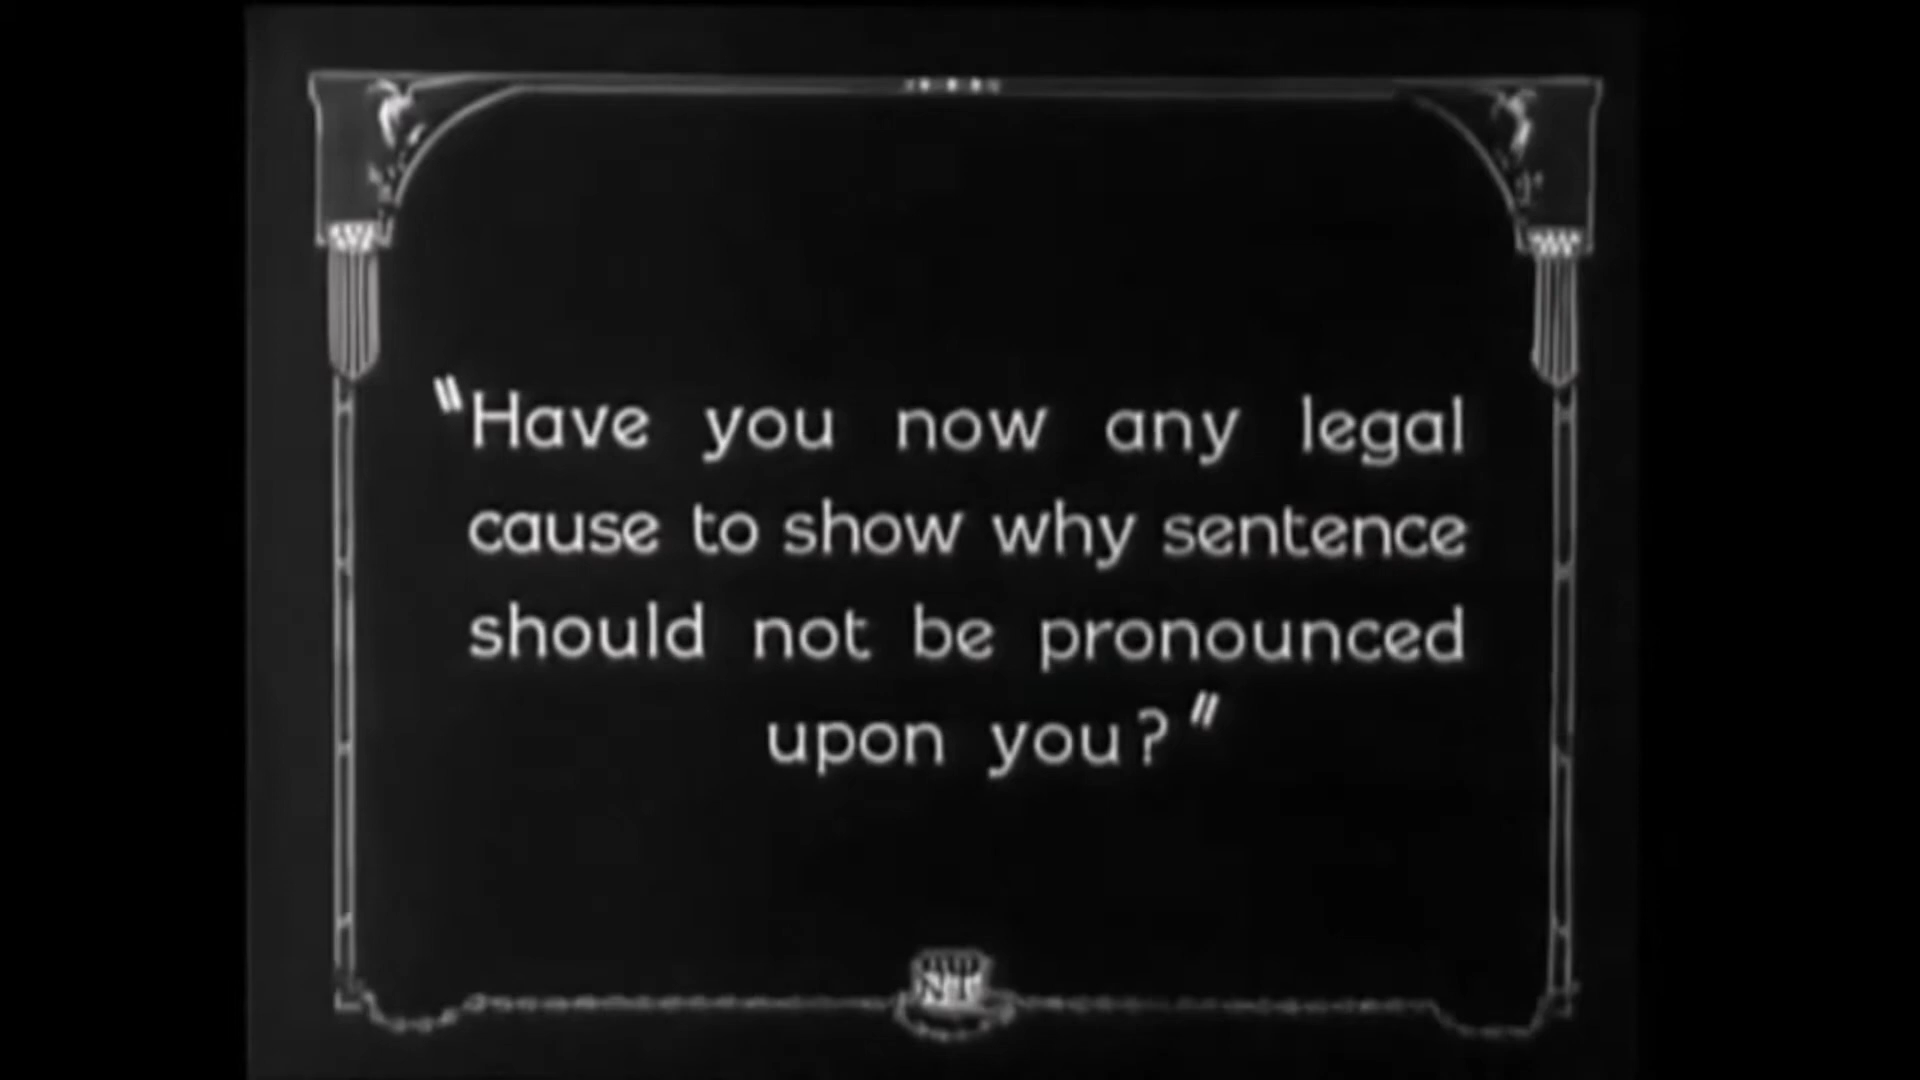 "Have you now any legal
cause to show why sentence
should not be pronounced
upon you?"